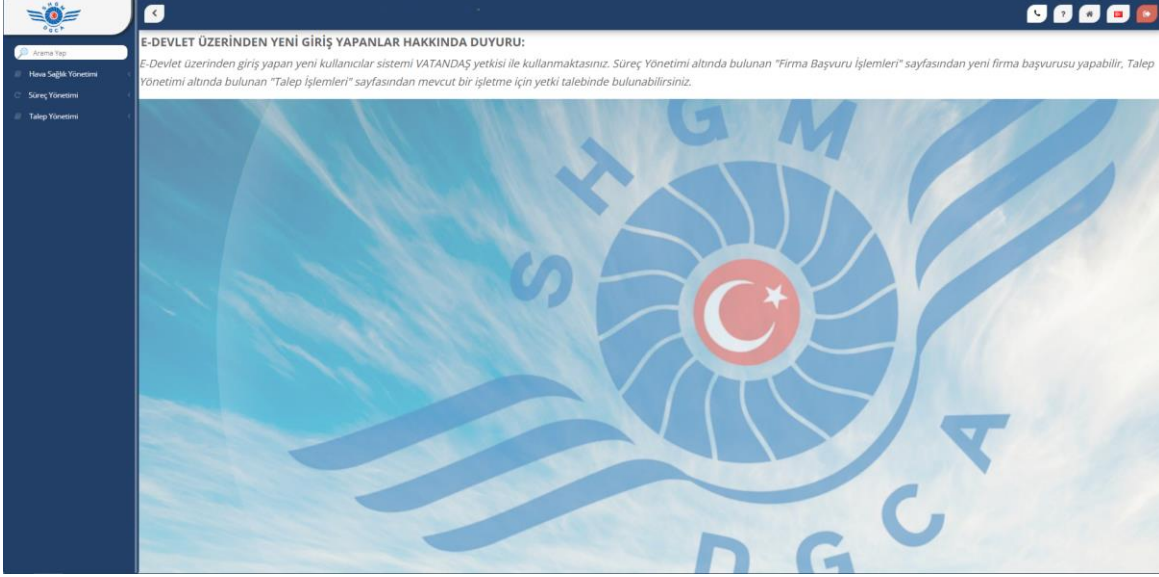 SHGM
DGCA
Arama Yap
Hava Sağlık Yönetimi
Süreç Yönetimi
Talep Yönetimi
E-DEVLET ÜZERİNDEN YENİ GİRİŞ YAPANLAR HAKKINDA DUYURU:
E-Devlet üzerinden giriş yapan yeni kullanıcılar sistemi VATANDAŞ yetkisi ile kullanmaktasınız. Süreç Yönetimi altında bulunan "Firma Başvuru İşlemleri" sayfasından yeni firma başvurusu yapabilir, Talep
Yönetimi altında bulunan "Talep İşlemleri" sayfasından mevcut bir işletme için yetki talebinde bulunabilirsiniz.
SHGM
DGCA